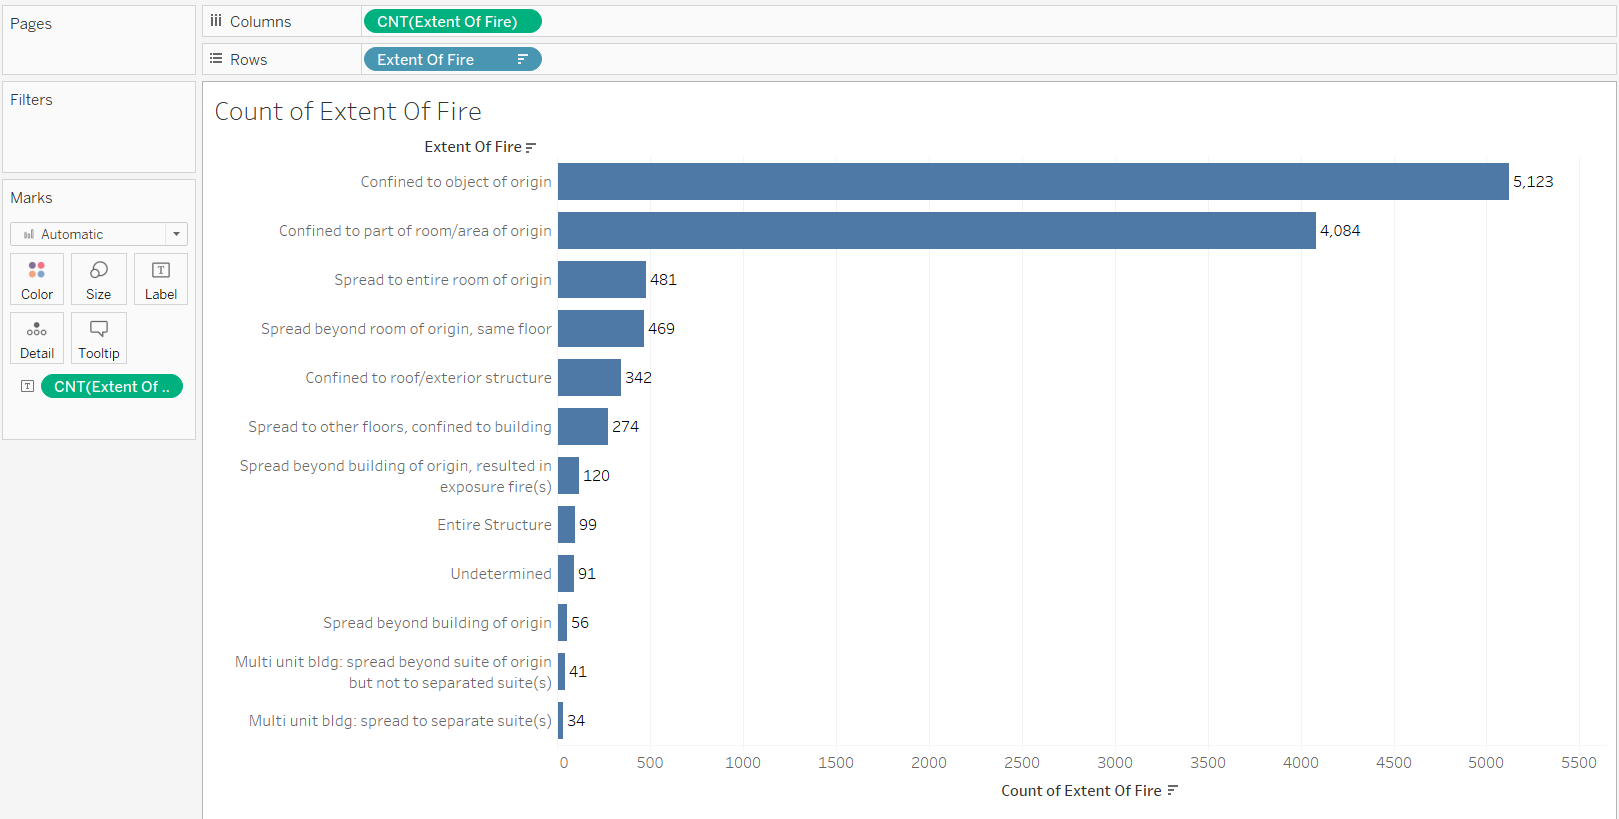 Pages
Columns
CNT(Extent Of Fire)
Rows
Extent Of Fire
Filters
Marks
Automatic
Color
Size
Label
Detail
Tooltip
CNT(Extent Of ..
Count of Extent Of Fire
Extent Of Fire
Confined to object of origin
5,123
Confined to part of room/area of origin
4,084
Spread to entire room of origin
481
Spread beyond room of origin, same floor
469
Confined to roof/exterior structure
342
Spread to other floors, confined to building
274
Spread beyond building of origin, resulted in
exposure fire(s)
120
Entire Structure
99
Undetermined
91
Spread beyond building of origin
56
Multi unit bldg: spread beyond suite of origin
but not to separated suite(s)
41
Multi unit bldg: spread to separate suite(s)
34
0 500 1000 1500 2000 2500 3000 3500 4000 4500 5000 5500
Count of Extent Of Fire